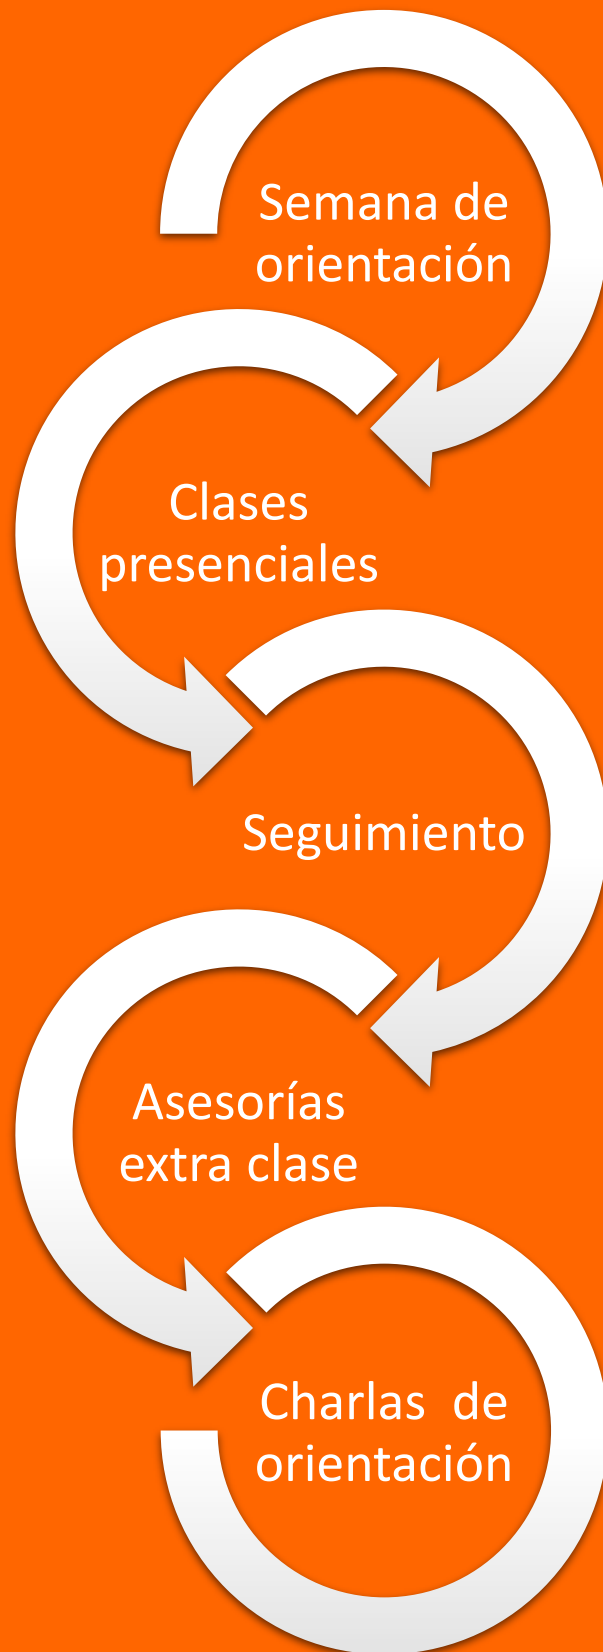 Semana de
orientación
Clases
presenciales
Seguimiento
Asesorías
extra clase
Charlas  de
orientación